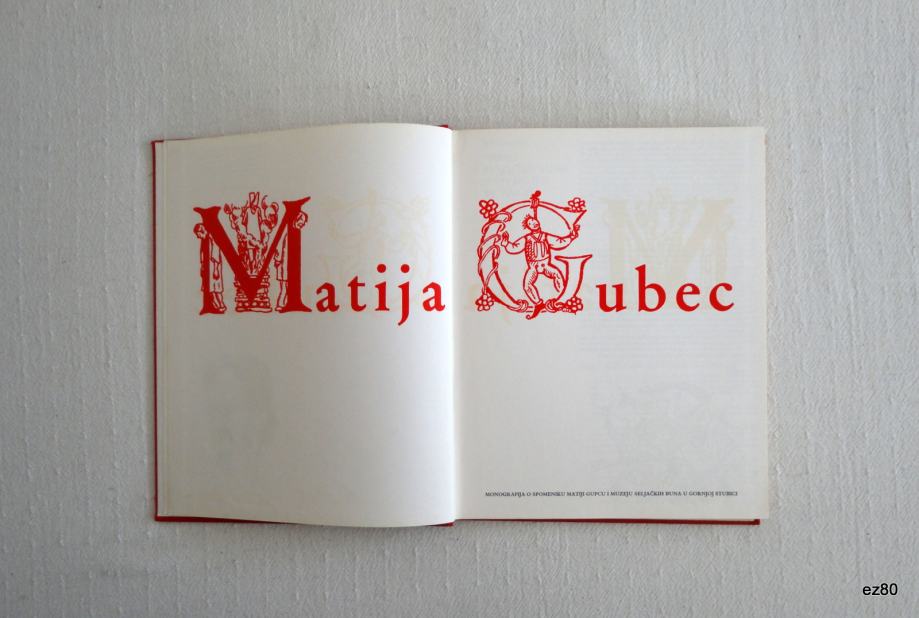 Matija Gubec
MONOGRAFIJA O SPOMENIKU MATIJI GUPCU I MUZEJU SELJAČKIH BUNA U GORNJOJ STUBICI
ez80